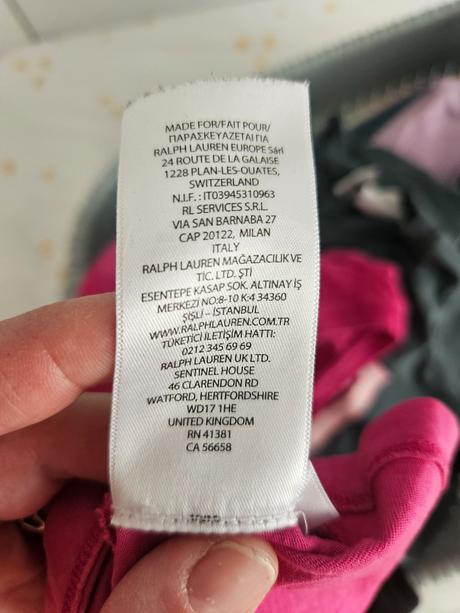 MADE FOR/FAIT POUR/
ΠΑΡΑΣΚΕΥΑΖΕΤΑΙ ΓΙΑ
RALPH LAUREN EUROPE Sárl
24 ROUTE DE LA GALAISE
1228 PLAN-LES-OUATES,
SWITZERLAND
N.I.F. : IT03945310963
RL SERVICES S.R.L.
VIA SAN BARNABA 27
CAP 20122, MILAN
ITALY
RALPH LAUREN MAĞAZACILIK VE
TİC. LTD. ŞTİ
ESENTEPE KASAP SOK. ALTINAY İŞ
MERKEZİ NO:8-10 K:4 34360
ŞİŞLİ – İSTANBUL
WWW.RALPHLAUREN.COM.TR
TÜKETİCİ İLETİŞİM HATTI:
0212 345 69 69
RALPH LAUREN UK LTD.
SENTINEL HOUSE
46 CLARENDON RD
WATFORD, HERTFORDSHIRE
WD17 1HE
UNITED KINGDOM
RN 41381
CA 56658